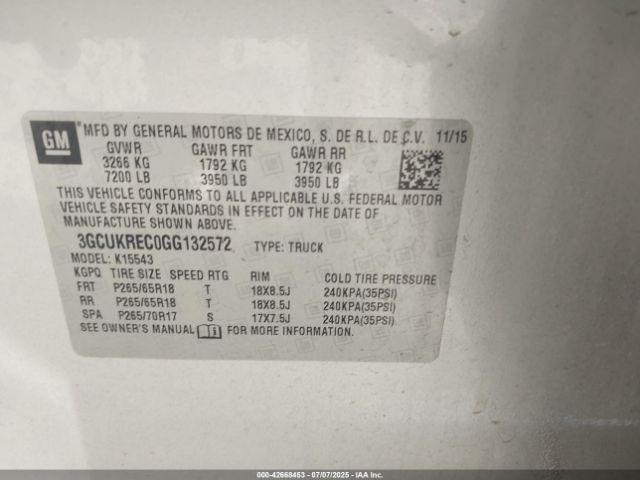 GM
*MFD BY GENERAL MOTORS DE MEXICO, S. DE R.L. DE C.V. 11/15
GVWR GAWR FRT GAWR RR
3266 KG 1792 KG 1792 KG
7200 LB 3950 LB 3950 LB
THIS VEHICLE CONFORMS TO ALL APPLICABLE U.S. FEDERAL MOTOR
VEHICLE SAFETY STANDARDS IN EFFECT ON THE DATE OF
MANUFACTURE SHOWN ABOVE.
3GCUKREC0GG132572 TYPE: TRUCK
MODEL: K15543
KGPQ TIRE SIZE SPEED RTG RIM COLD TIRE PRESSURE
FRT P265/65R18 T 18X8.5J 240KPA(35PSI)
RR P265/65R18 T 18X8.5J 240KPA(35PSI)
SPA P265/70R17 S 17X7.5J 240KPA(35PSI)
SEE OWNER'S MANUAL FOR MORE INFORMATION.
000-42668453 - 07/07/2025 - IAA Inc.